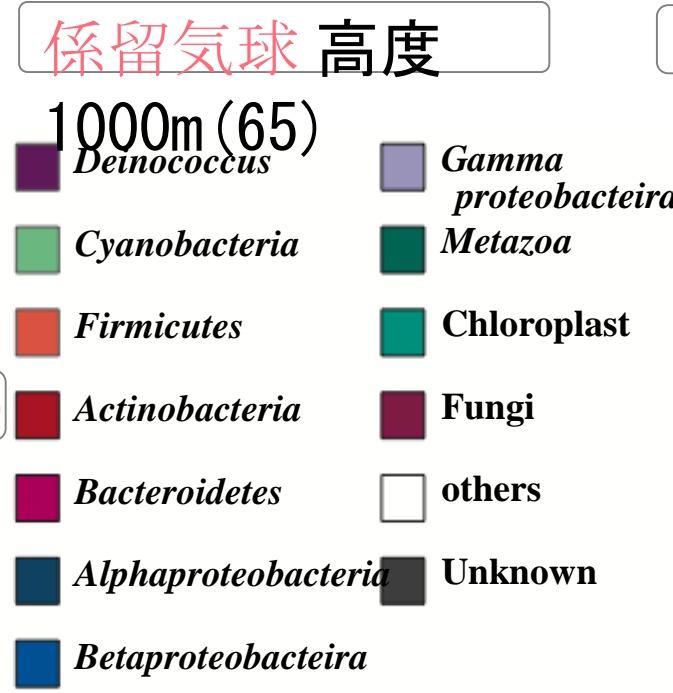 係留気球 高度
1000m(65)
Deinococcus
Cyanobacteria
Firmicutes
Actinobacteria
Bacteroidetes
Alphaproteobacteria
Betaproteobacteira
Gamma
proteobacteira
Metazoa
Chloroplast
Fungi
others
Unknown